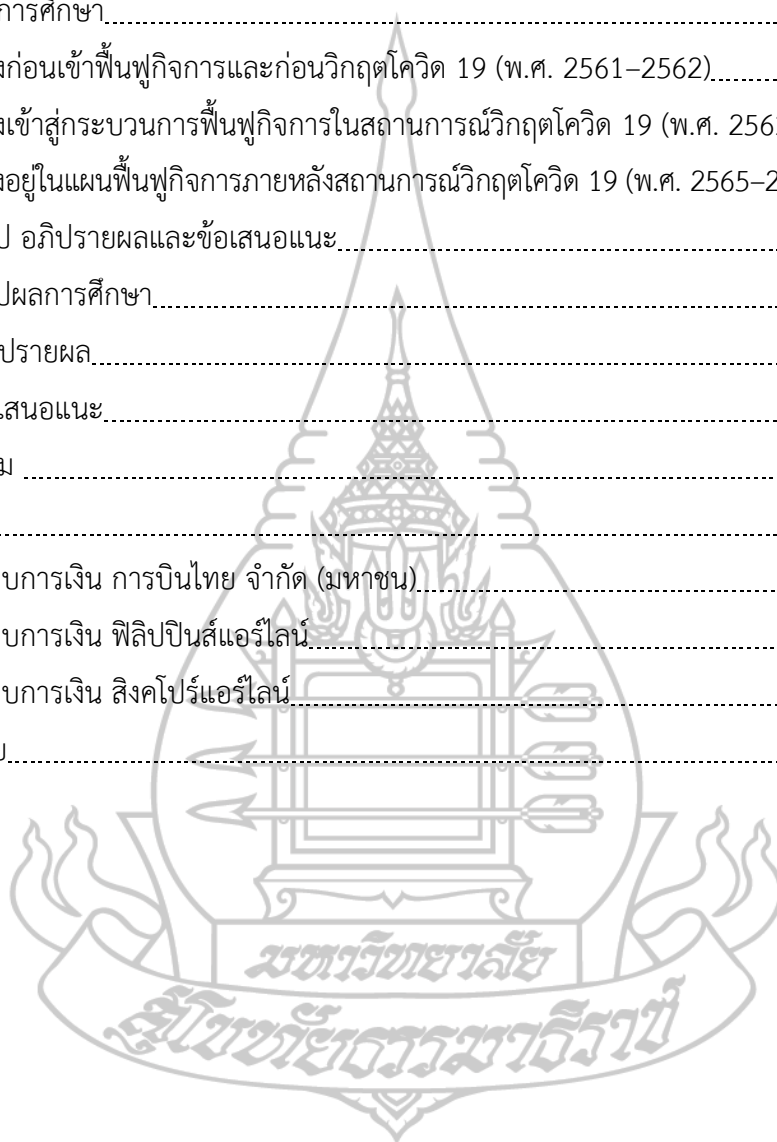 การศึกษา
งก่อนเข้าฟื้นฟูกิจการและก่อนวิกฤตโควิด 19 (พ.ศ. 2561–2562)
งเข้าสู่กระบวนการฟื้นฟูกิจการในสถานการณ์วิกฤตโควิด 19 (พ.ศ. 256
งอยู่ในแผนฟื้นฟูกิจการภายหลังสถานการณ์วิกฤตโควิด 19 (พ.ศ. 2565–2
ป อภิปรายผลและข้อเสนอแนะ
ปผลการศึกษา
ปรายผล
เสนอแนะ
ม
บการเงิน การบินไทย จำกัด (มหาชน)
บการเงิน ฟิลิปปินส์แอร์ไลน์
บการเงิน สิงคโปร์แอร์ไลน์
ย
มหาวิทยาลัย
สุโขทัยธรรมาธิราช